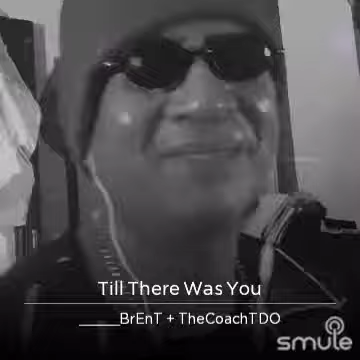 Till There Was You
_____BrEnT + TheCoachTDO
smule